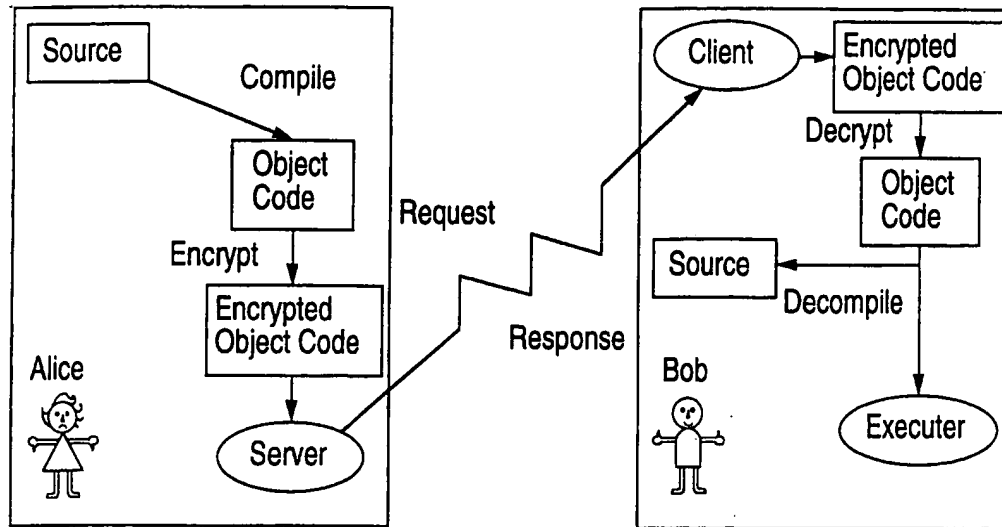 Source
Compile
Object
Code
Encrypt
Encrypted
Object Code
Alice
Server
Request
Response
Client
Encrypted
Object Code
Decrypt
Object
Code
Source
Decompile
Bob
Executer